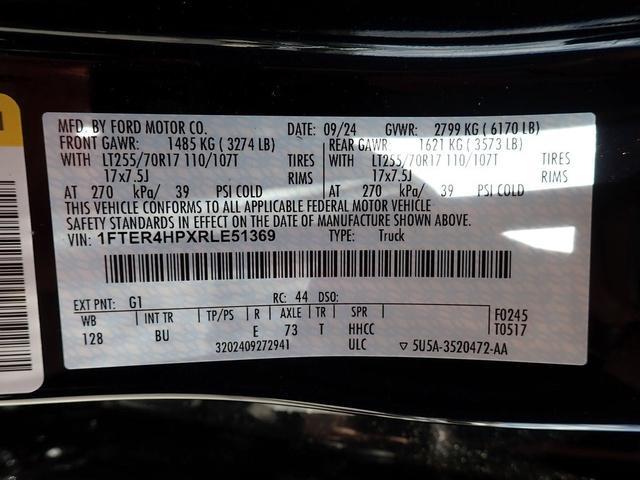 MFD. BY FORD MOTOR CO. DATE: 09/24 GVWR: 2799 KG ( 6170 LB)
FRONT GAWR: 1485 KG ( 3274 LB) REAR GAWR: 1621 KG ( 3573 LB)
WITH LT255/70R17 110/107T TIRES WITH LT255/70R17 110/107T TIRES
17x7.5J RIMS 17x7.5J RIMS
AT 270 kPa/ 39 PSI COLD AT 270 kPa/ 39 PSI COLD
THIS VEHICLE CONFORMS TO ALL APPLICABLE FEDERAL MOTOR VEHICLE
SAFETY STANDARDS IN EFFECT ON THE DATE OF MANUFACTURE SHOWN ABOVE.
VIN: 1FTER4HPXRLE51369 TYPE: Truck
EXT PNT: G1 RC: 44 DSO:
WB INT TR TP/PS R AXLE TR SPR F0245
128 BU E 73 T HHCC T0517
3202409272941 ULC ▽ 5U5A-3520472-AA